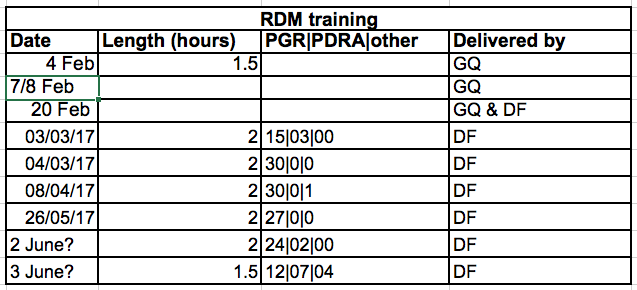 RDM training
Date Length (hours) PGR|PDRA|other Delivered by
4 Feb 1.5 GQ
7/8 Feb GQ
20 Feb GQ & DF
03/03/17 2 15|03|00 DF
04/03/17 2 30|0|0 DF
08/04/17 2 30|0|1 DF
26/05/17 2 27|0|0 DF
2 June? 2 24|02|00 DF
3 June? 1.5 12|07|04 DF